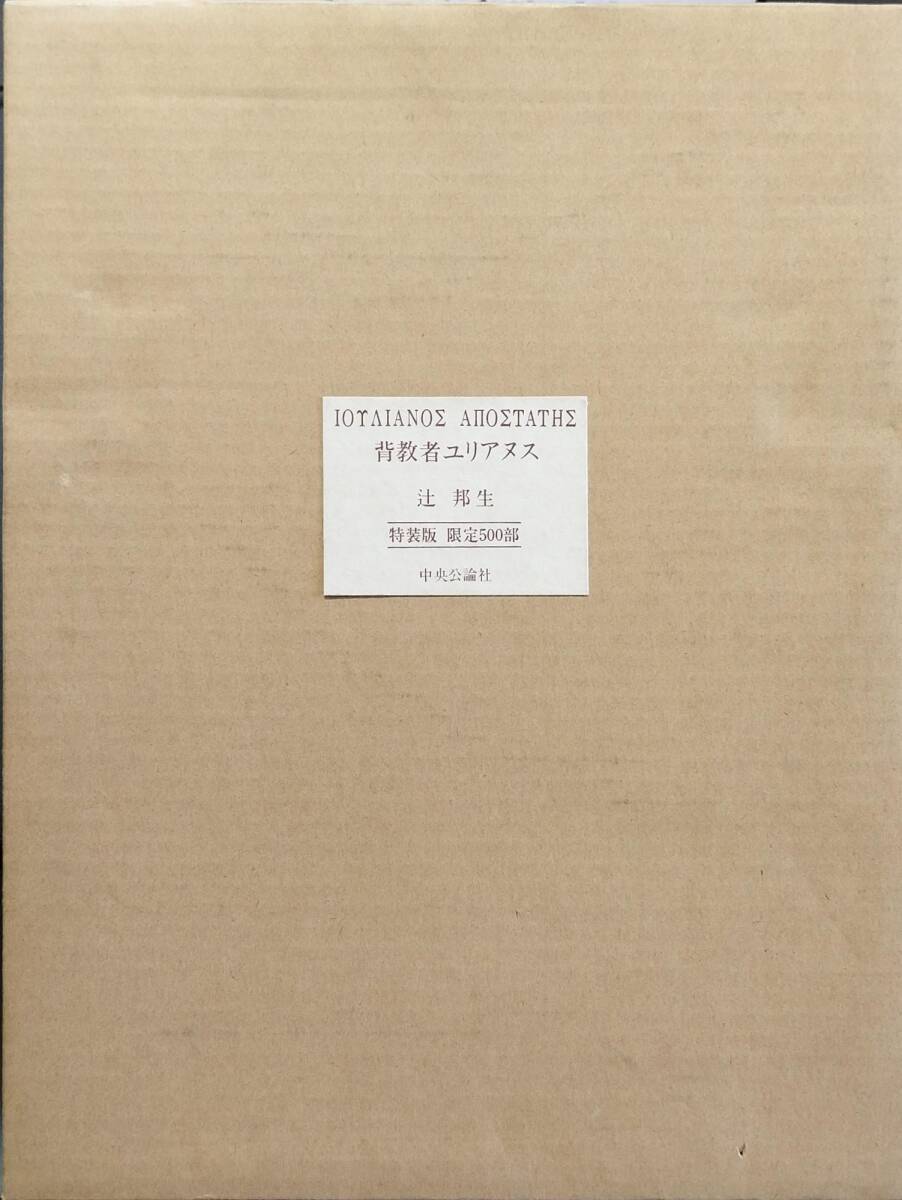 ΙΟΥΛΙΑΝΟΣ ΑΠΟΣΤΑΤΗΣ
背教者ユリアヌス
辻 邦生
特装版 限定500部
中央公論社